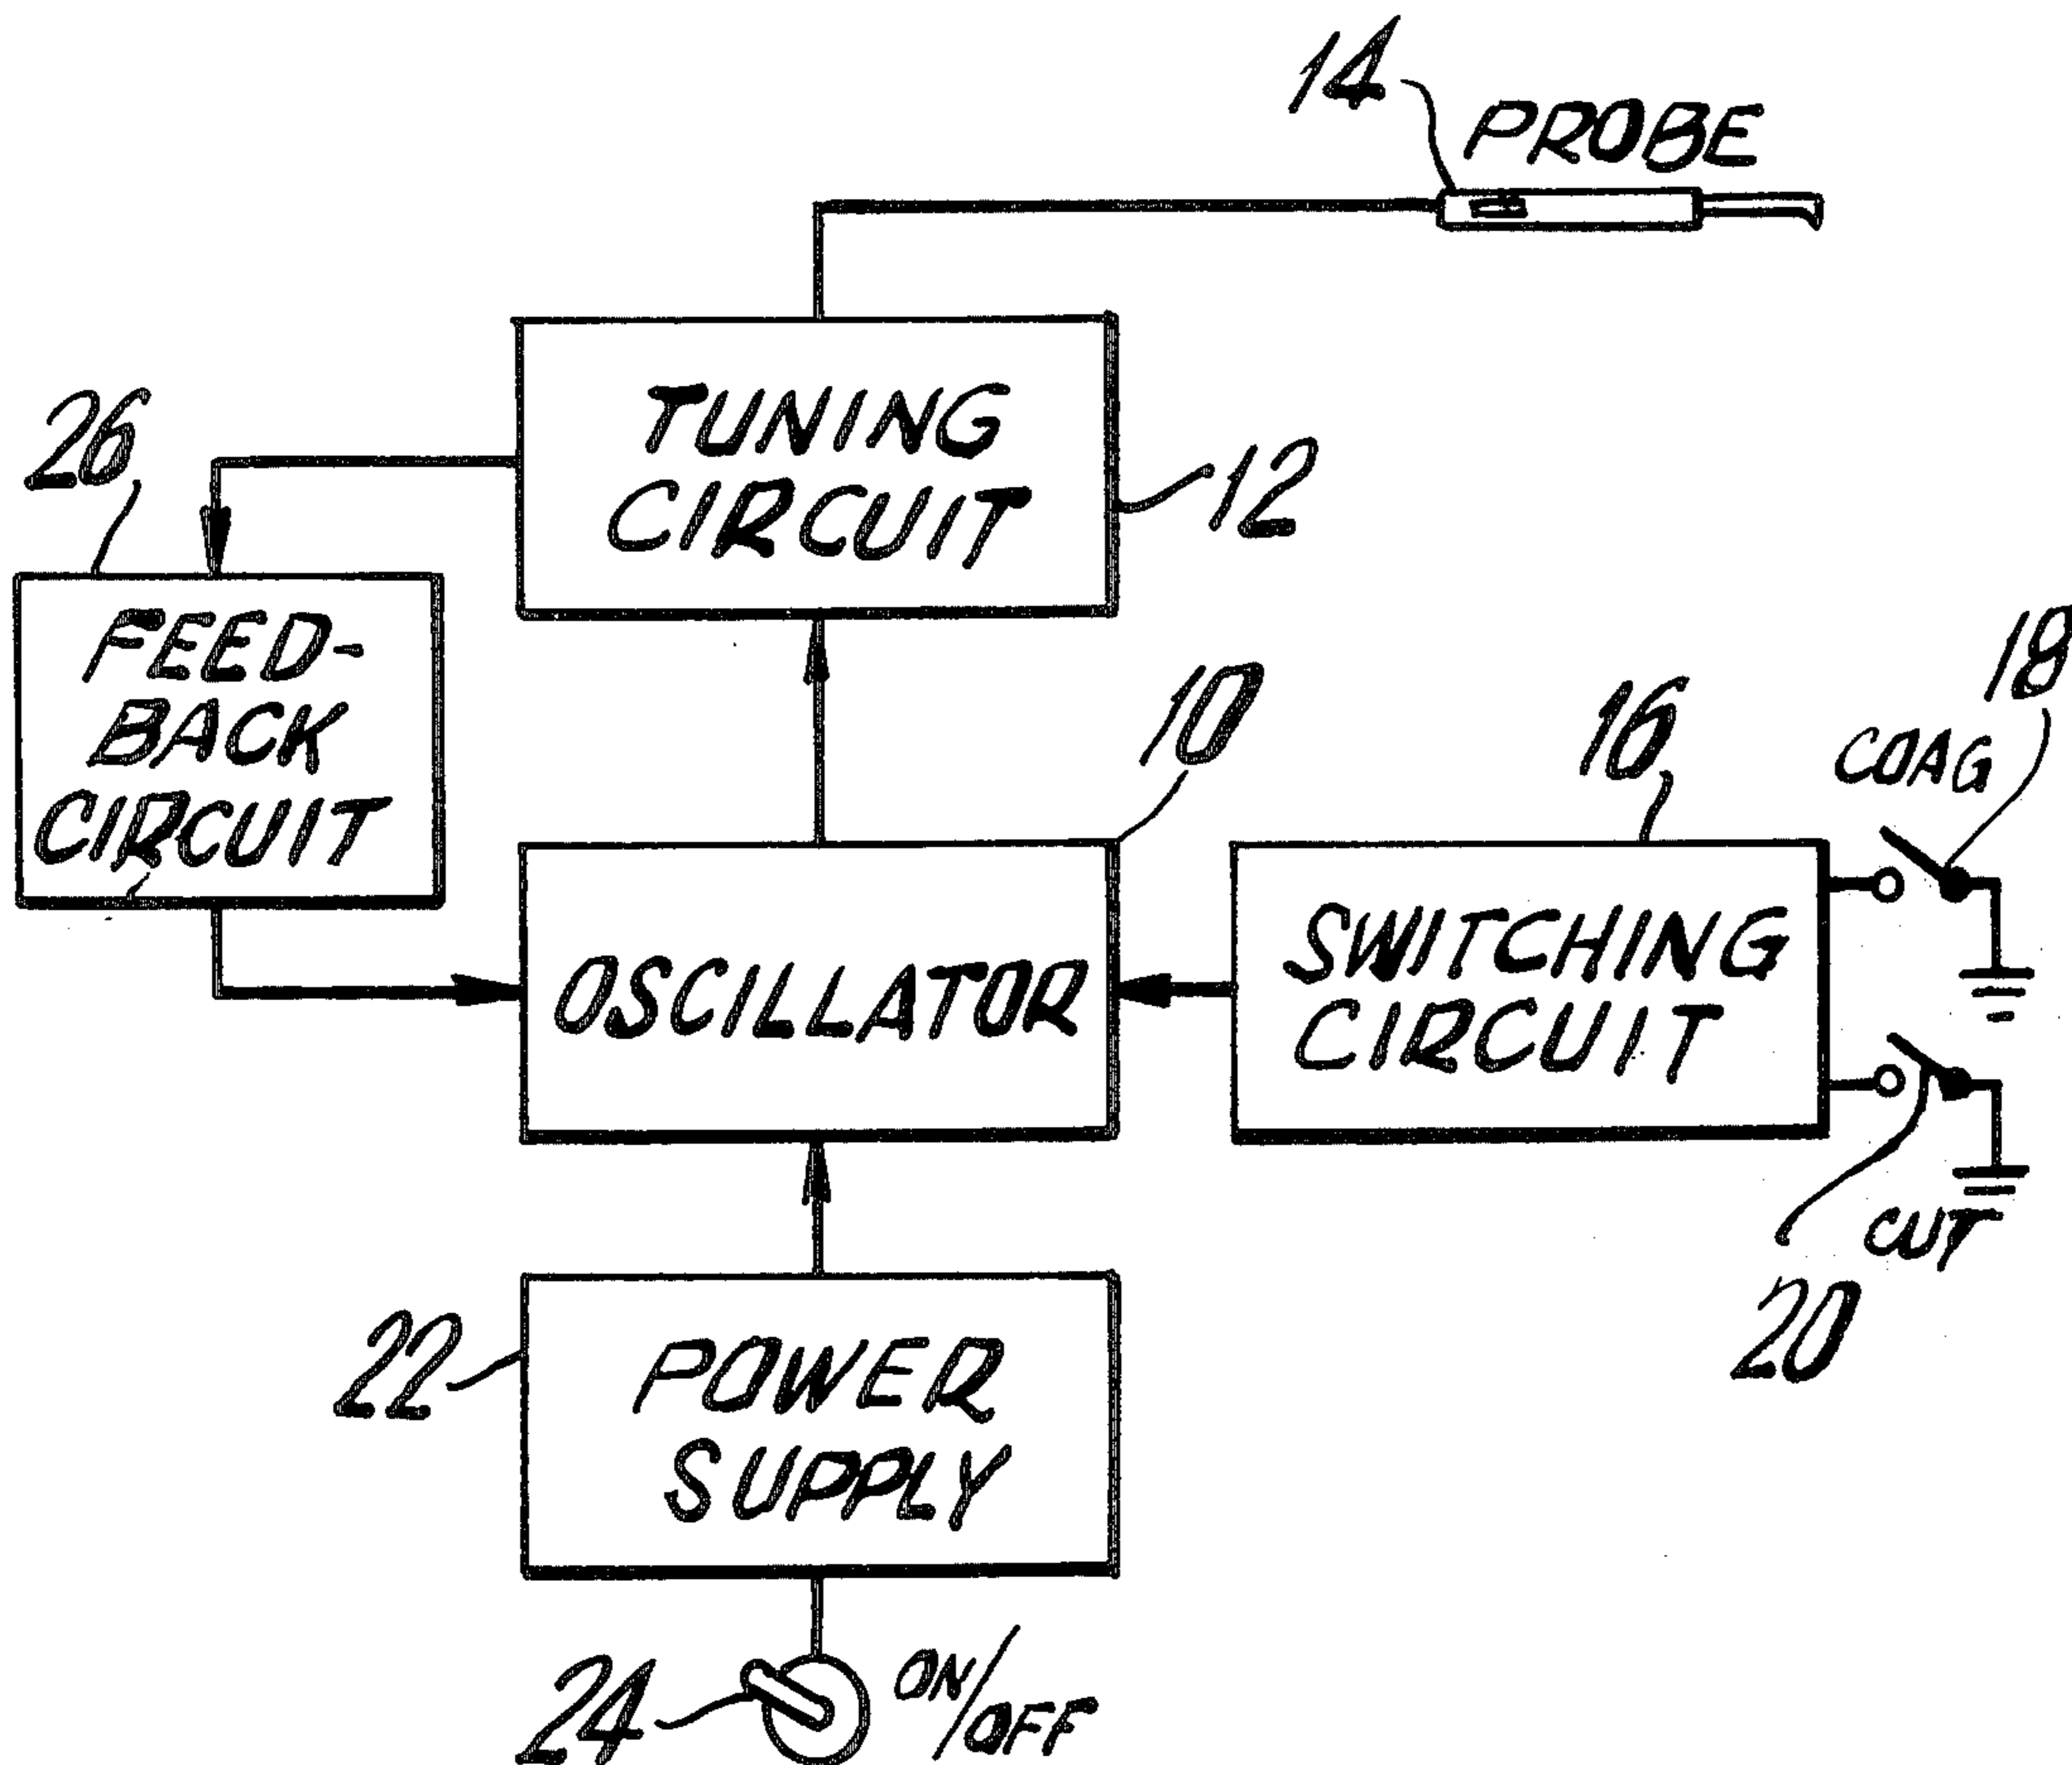 14
PROBE
TUNING
CIRCUIT
12
26
FEED-
BACK
CIRCUIT
10
OSCILLATOR
16
SWITCHING
CIRCUIT
18
COAG
CUT
20
22
POWER
SUPPLY
24
ON/OFF